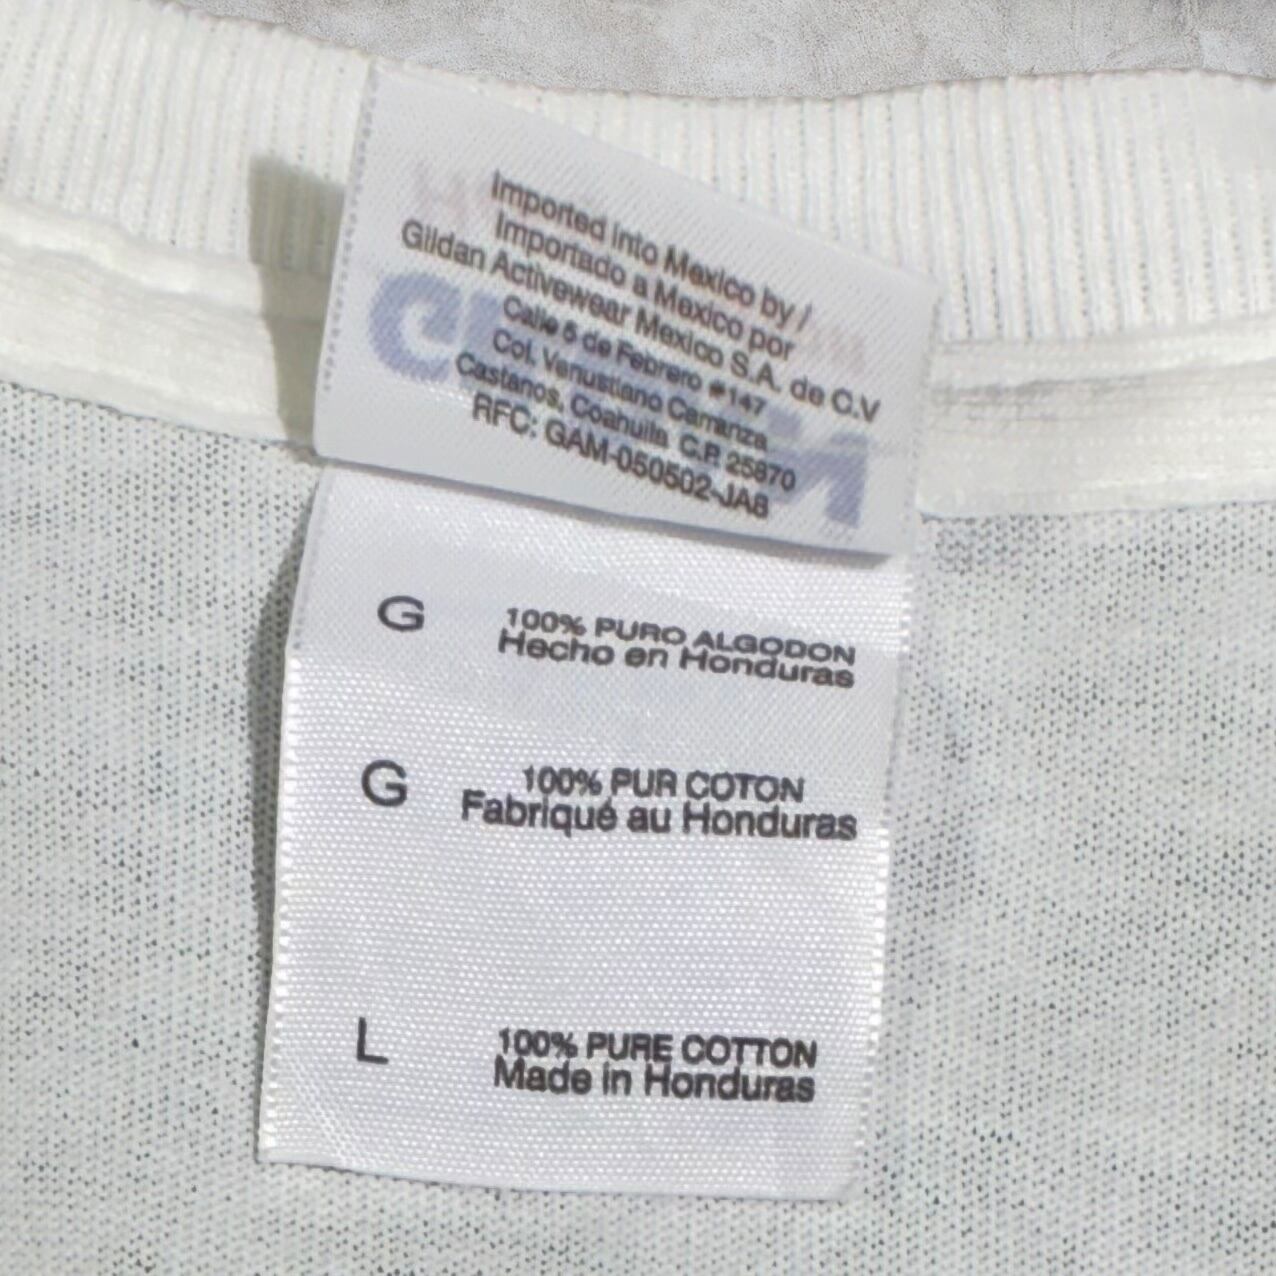 Imported into Mexico by /
Importado a Mexico por
Gildan Activewear Mexico S.A. de C.V
Calle 5 de Febrero #147
Col. Venustiano Carranza
Castanos, Coahuila C.P. 25870
RFC: GAM-050502-JA8
G 100% PURO ALGODON
Hecho en Honduras
G 100% PUR COTON
Fabriqué au Honduras
L 100% PURE COTTON
Made in Honduras